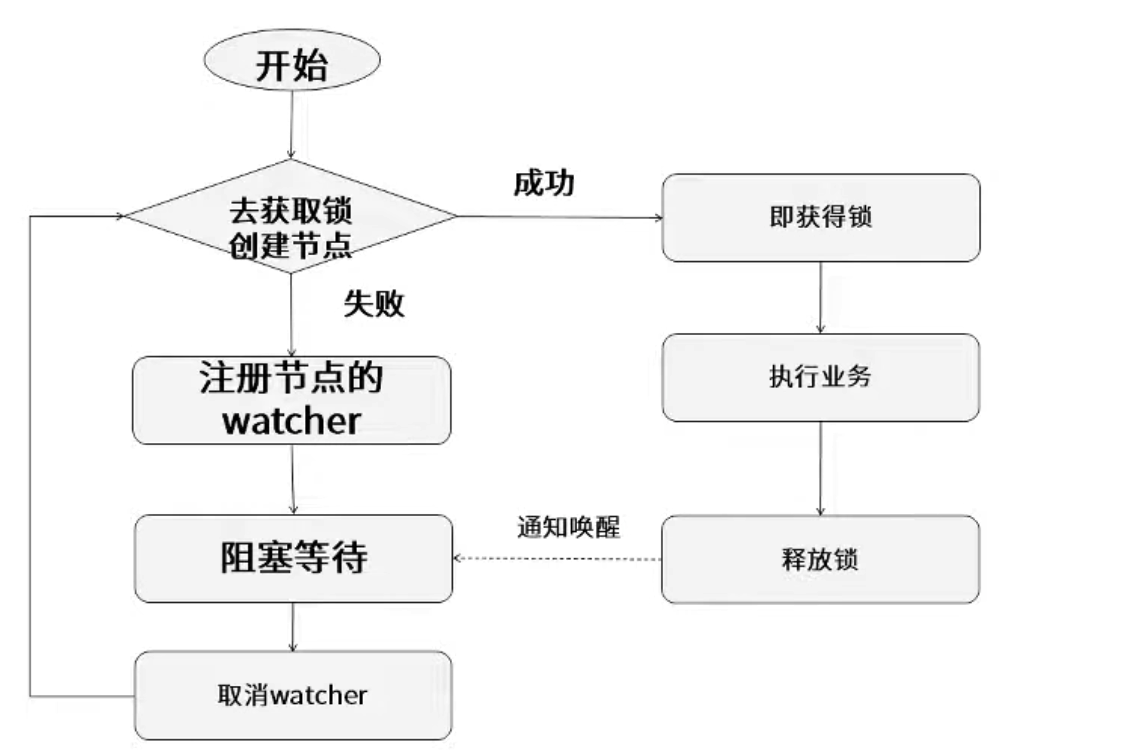 开始
成功
去获取锁
创建节点
即获得锁
失败
注册节点的
watcher
执行业务
通知唤醒
阻塞等待
释放锁
取消watcher